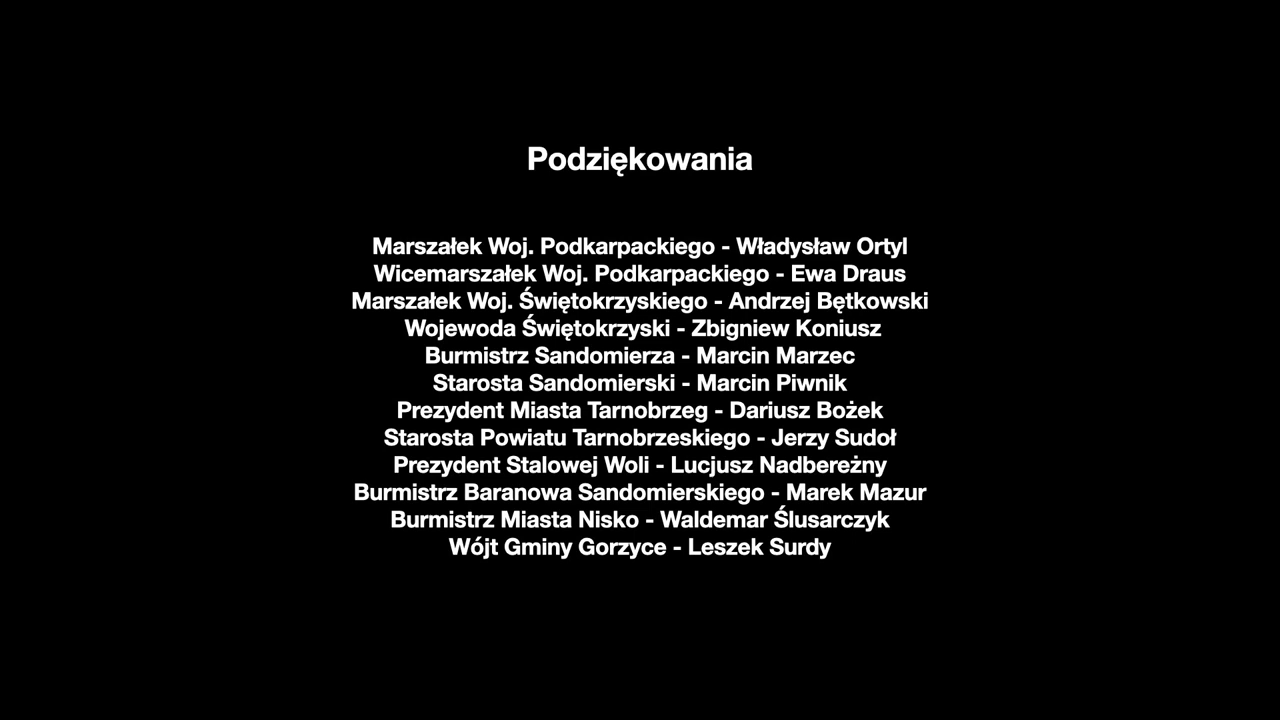 Podziękowania
Marszałek Woj. Podkarpackiego - Władysław Ortyl
Wicemarszałek Woj. Podkarpackiego - Ewa Draus
Marszałek Woj. Świętokrzyskiego - Andrzej Bętkowski
Wojewoda Świętokrzyski - Zbigniew Koniusz
Burmistrz Sandomierza - Marcin Marzec
Starosta Sandomierski - Marcin Piwnik
Prezydent Miasta Tarnobrzeg - Dariusz Bożek
Starosta Powiatu Tarnobrzeskiego - Jerzy Sudoł
Prezydent Stalowej Woli - Lucjusz Nadbereżny
Burmistrz Baranowa Sandomierskiego - Marek Mazur
Burmistrz Miasta Nisko - Waldemar Ślusarczyk
Wójt Gminy Gorzyce - Leszek Surdy